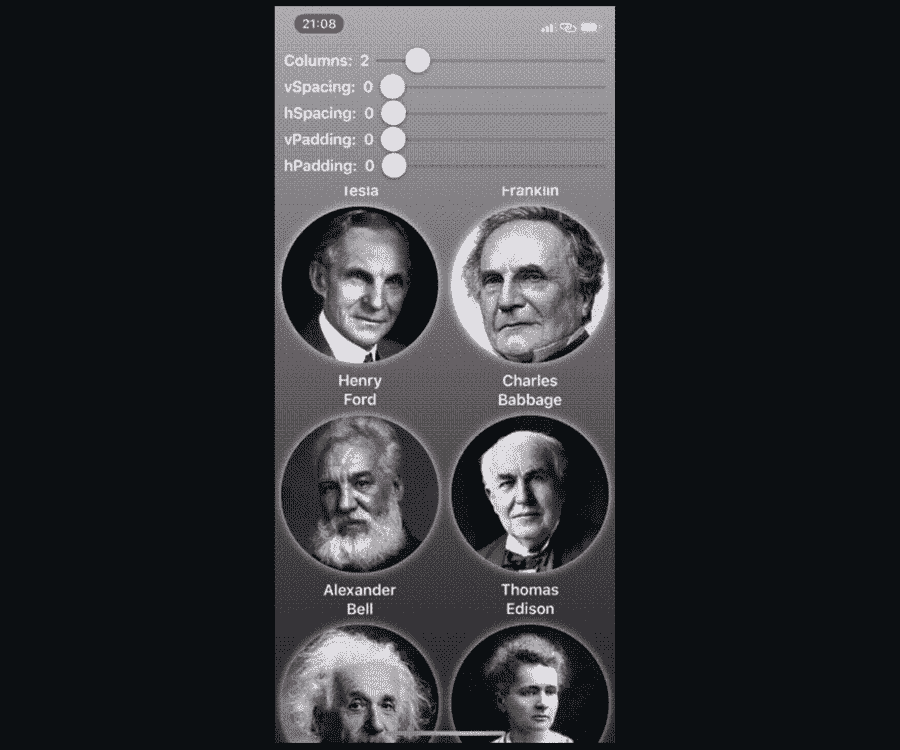 21:08
Columns: 2
vSpacing: 0
hSpacing: 0
vPadding: 0
hPadding: 0
Tesla Franklin
Henry Charles
Ford Babbage
Alexander Thomas
Bell Edison